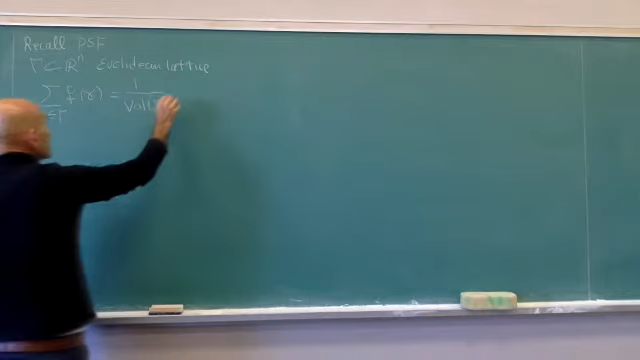 Recall PSF
Γ ⊂ ℝⁿ Euclidean lattice
∑ f(γ) = 1
∈Γ Vol(